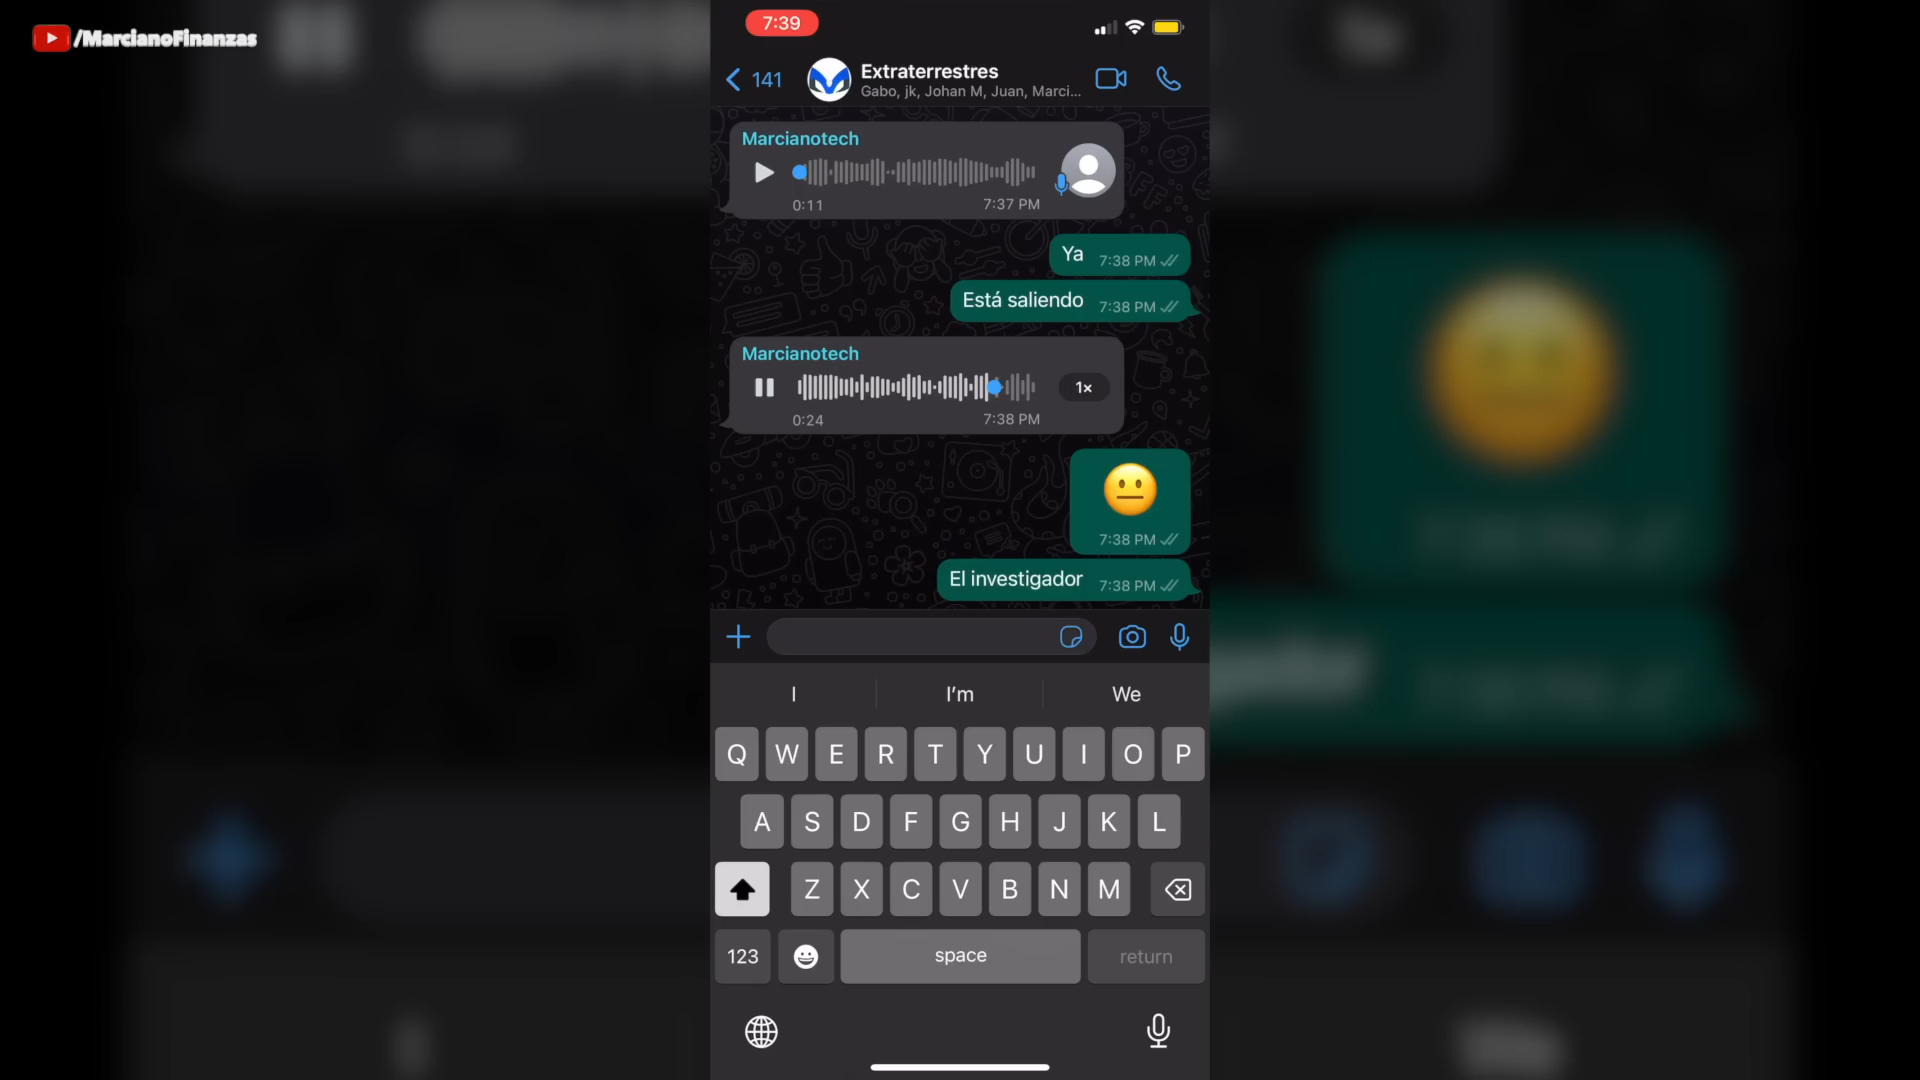 /MarcianoFinanzas
7:39
141
Extraterrestres
Gabo, jk, Johan M, Juan, Marci...
Marcianotech
0:11 7:37 PM
Ya 7:38 PM
Está saliendo 7:38 PM
Marcianotech
1×
0:24 7:38 PM
7:38 PM
El investigador 7:38 PM
I I'm We
Q W E R T Y U I O P
A S D F G H J K L
Z X C V B N M
123 space return